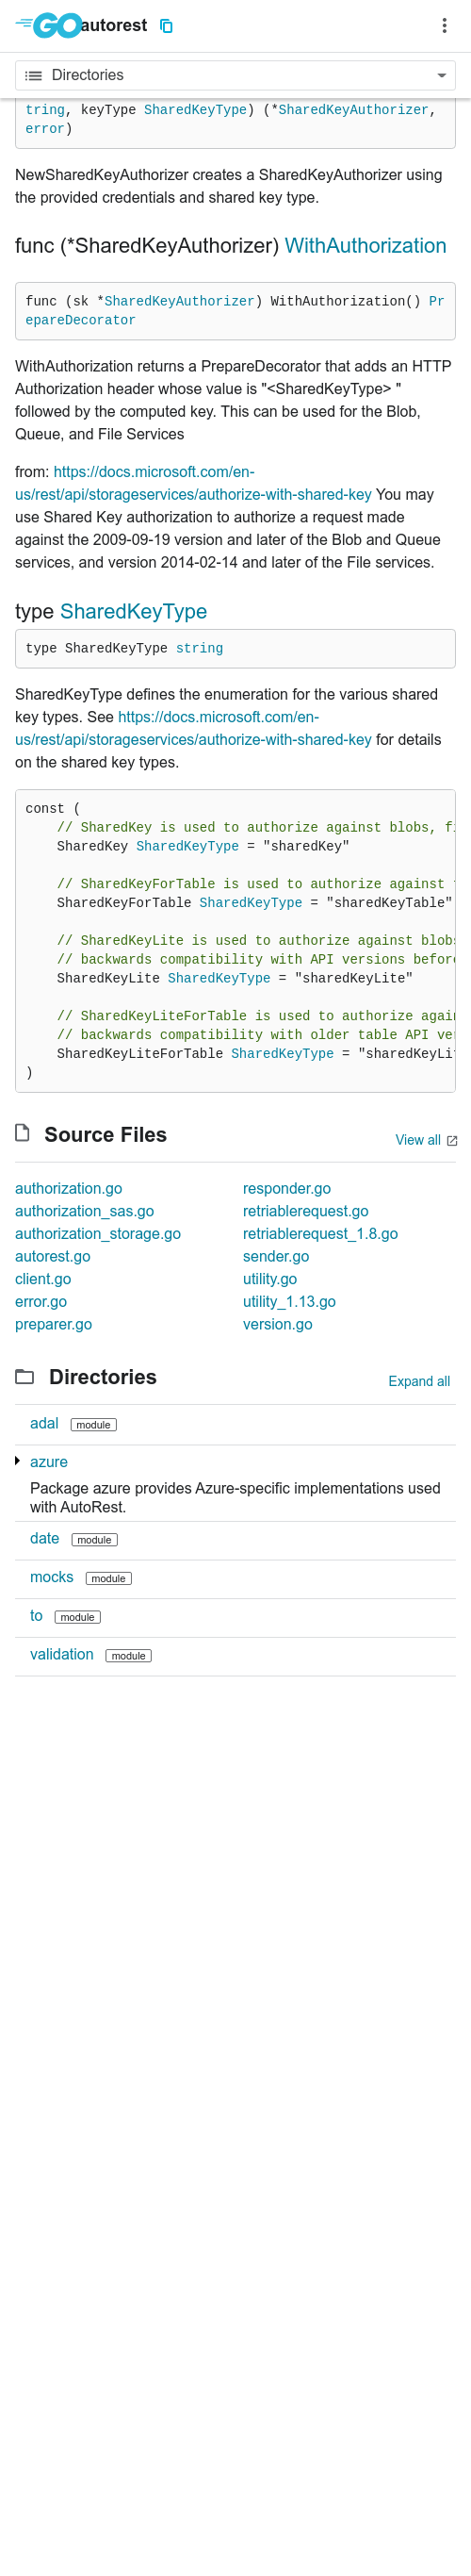 GO autorest
Directories
tring, keyType SharedKeyType) (*SharedKeyAuthorizer,
error)
NewSharedKeyAuthorizer creates a SharedKeyAuthorizer using
the provided credentials and shared key type.
func (*SharedKeyAuthorizer) WithAuthorization
func (sk *SharedKeyAuthorizer) WithAuthorization() Pr
epareDecorator
WithAuthorization returns a PrepareDecorator that adds an HTTP
Authorization header whose value is "<SharedKeyType> "
followed by the computed key. This can be used for the Blob,
Queue, and File Services
from: https://docs.microsoft.com/en-
us/rest/api/storageservices/authorize-with-shared-key You may
use Shared Key authorization to authorize a request made
against the 2009-09-19 version and later of the Blob and Queue
services, and version 2014-02-14 and later of the File services.
type SharedKeyType
type SharedKeyType string
SharedKeyType defines the enumeration for the various shared
key types. See https://docs.microsoft.com/en-
us/rest/api/storageservices/authorize-with-shared-key for details
on the shared key types.
const (
// SharedKey is used to authorize against blobs,
SharedKey SharedKeyType = "sharedKey"
// SharedKeyForTable is used to authorize against
SharedKeyForTable SharedKeyType = "sharedKeyTable"
// SharedKeyLite is used to authorize against blobs
// backwards compatibility with API versions before
SharedKeyLite SharedKeyType = "sharedKeyLite"
// SharedKeyLiteForTable is used to authorize
// backwards compatibility with older table API
SharedKeyLiteForTable SharedKeyType =
)
Source Files
View all
authorization.go
authorization_sas.go
authorization_storage.go
autorest.go
client.go
error.go
preparer.go
responder.go
retriablerequest.go
retriablerequest_1.8.go
sender.go
utility.go
utility_1.13.go
version.go
Directories
Expand all
adal module
azure
Package azure provides Azure-specific implementations used
with AutoRest.
date module
mocks module
to module
validation module